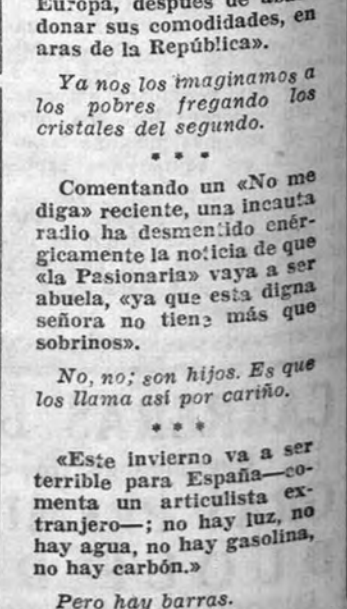 Europa, después de aban-
donar sus comodidades, en
aras de la República».
Ya nos los imaginamos a
los pobres fregando los
cristales del segundo.
* * *
Comentando un «No me
diga» reciente, una incauta
radio ha desmentido enér-
gicamente la noticia de que
«la Pasionaria» vaya a ser
abuela, «ya que esta digna
señora no tiene más que
sobrinos».
No, no; son hijos. Es que
los llama así por cariño.
* * *
«Este invierno va a ser
terrible para España—co-
menta un articulista ex-
tranjero—; no hay luz, no
hay agua, no hay gasolina,
no hay carbón.»
Pero hay barras.